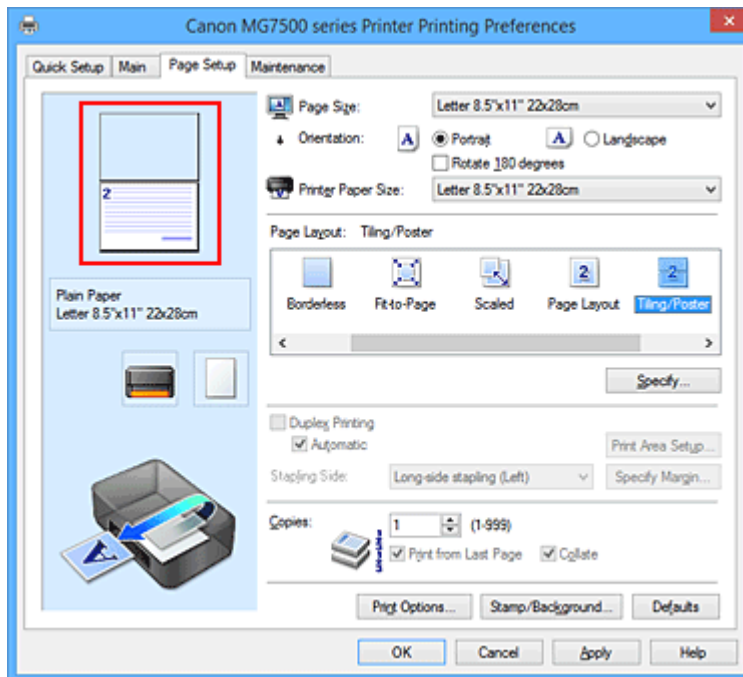 Canon MG7500 series Printer Printing Preferences
Quick Setup Main Page Setup Maintenance
Page Size: Letter 8.5"x11" 22x28cm
Orientation: A Portrait A Landscape
Rotate 180 degrees
Printer Paper Size: Letter 8.5"x11" 22x28cm
2
Page Layout: Tiling/Poster
2 2
Borderless Fit-to-Page Scaled Page Layout Tiling/Poster
Plain Paper
Letter 8.5"x11" 22x28cm
Specify...
Duplex Printing
Automatic Print Area Setup...
Stapling Side: Long-side stapling (Left) Specify Margin...
Copies: 1 (1-999)
Print from Last Page Collate
A
Print Options... Stamp/Background... Defaults
OK Cancel Apply Help